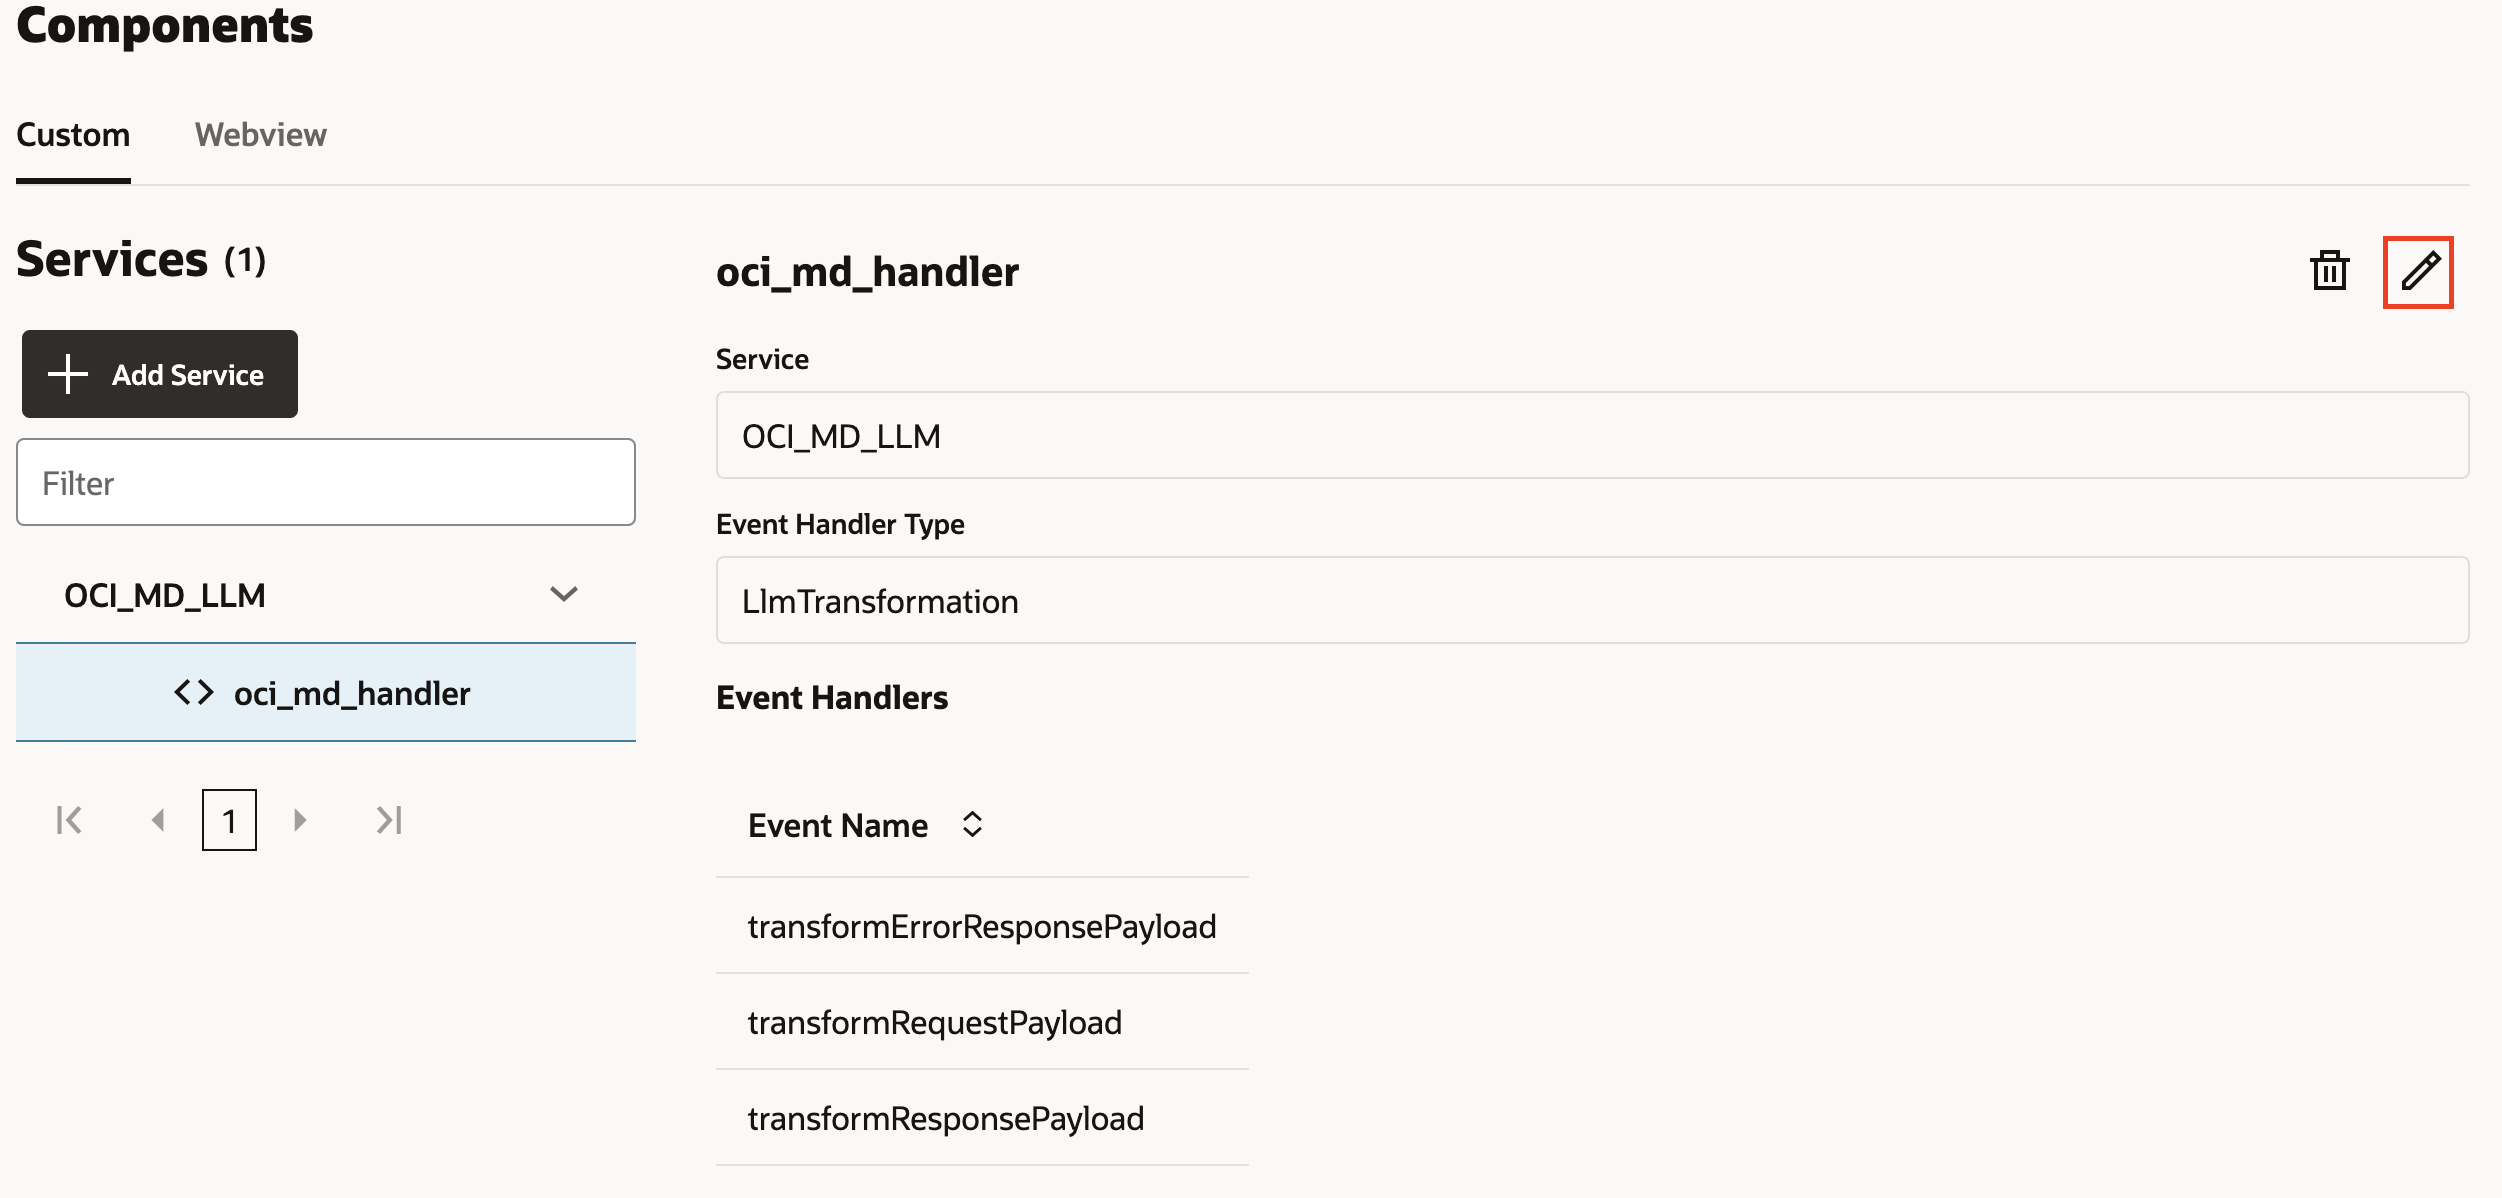 Components
Custom
Webview
Services (1)
Add Service
Filter
OCI_MD_LLM
oci_md_handler
1
oci_md_handler
Service
OCI_MD_LLM
Event Handler Type
LlmTransformation
Event Handlers
Event Name
transformErrorResponsePayload
transformRequestPayload
transformResponsePayload